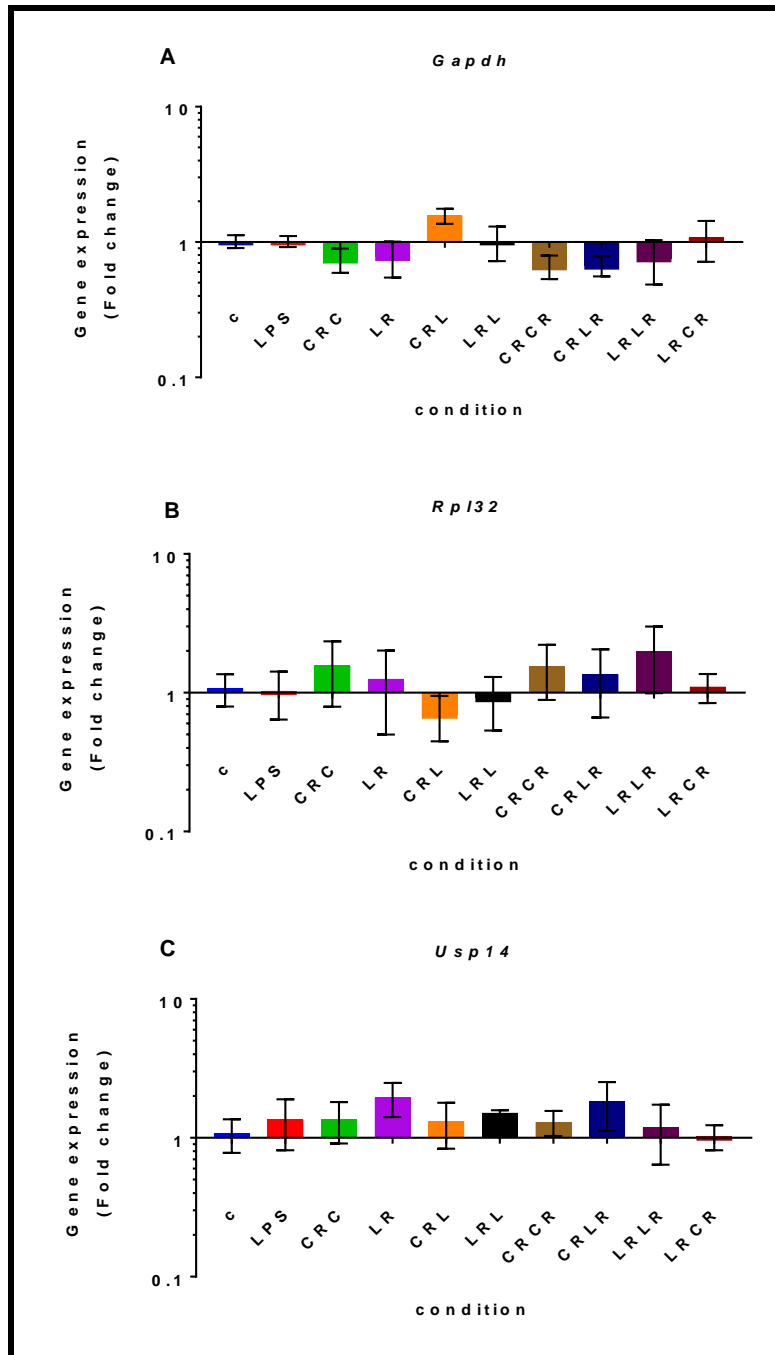 A
Gapdh
10
1
0.1
Gene expression
(Fold change)
c
LPS
CRC
LR
CRL
LRL
CRCR
CRLR
LRLR
LRCR
condition
B
Rpl32
10
1
0.1
Gene expression
(Fold change)
c
LPS
CRC
LR
CRL
LRL
CRCR
CRLR
LRLR
LRCR
condition
C
Usp14
10
1
0.1
Gene expression
(Fold change)
c
LPS
CRC
LR
CRL
LRL
CRCR
CRLR
LRLR
LRCR
condition